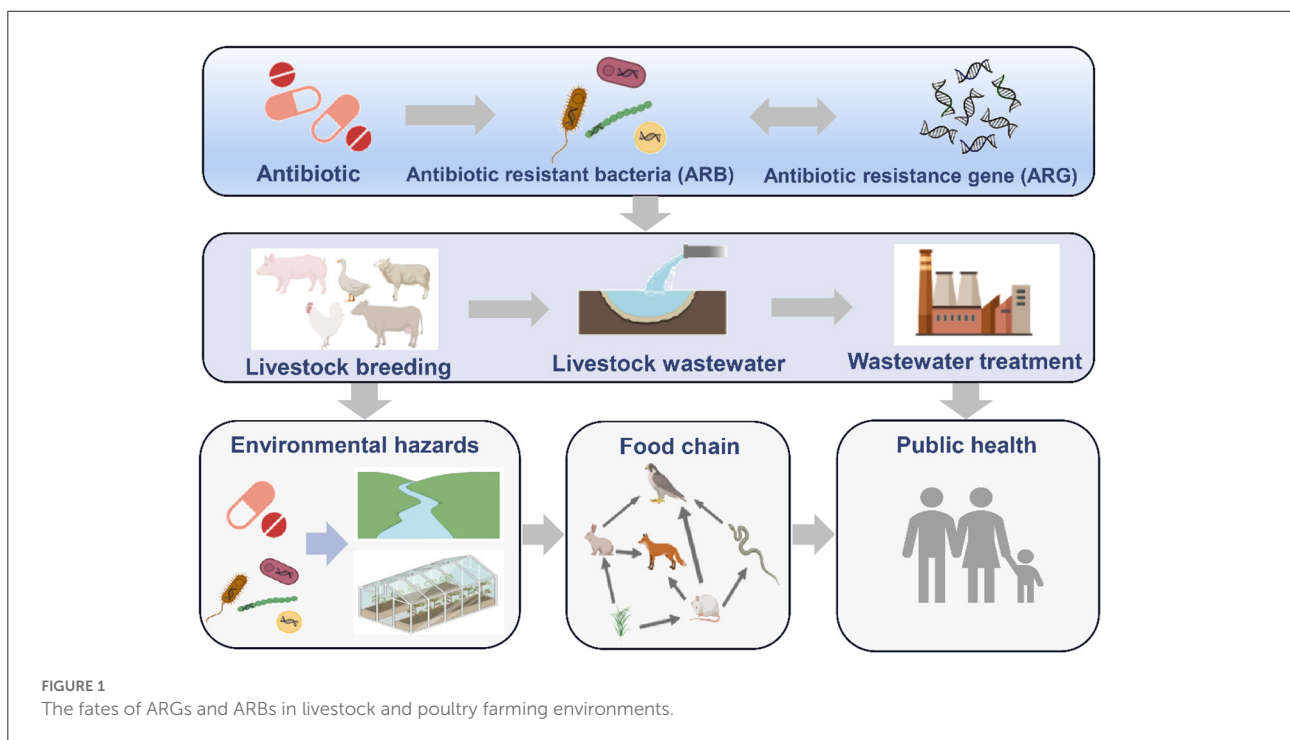 Antibiotic
Antibiotic resistant bacteria (ARB)
Antibiotic resistance gene (ARG)
Livestock breeding
Livestock wastewater
Wastewater treatment
Environmental hazards
Food chain
Public health
FIGURE 1
The fates of ARGs and ARBs in livestock and poultry farming environments.